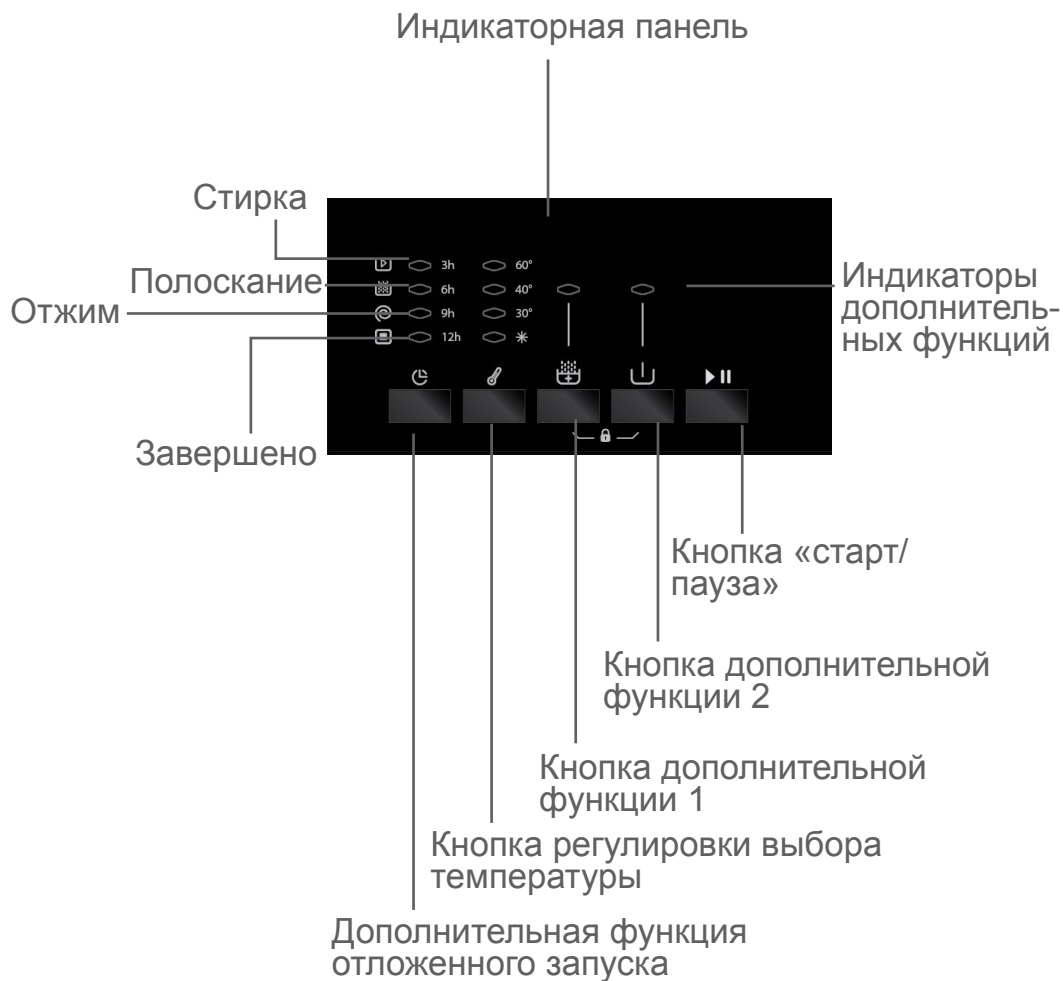 Индикаторная панель
Стирка
Полоскание
Отжим
Завершено
3h 60°
6h 40°
9h 30°
12h
Индикаторы
дополнитель-
ных функций
Кнопка «старт/
пауза»
Кнопка дополнительной
функции 2
Кнопка дополнительной
функции 1
Кнопка регулировки выбора
температуры
Дополнительная функция
отложенного запуска